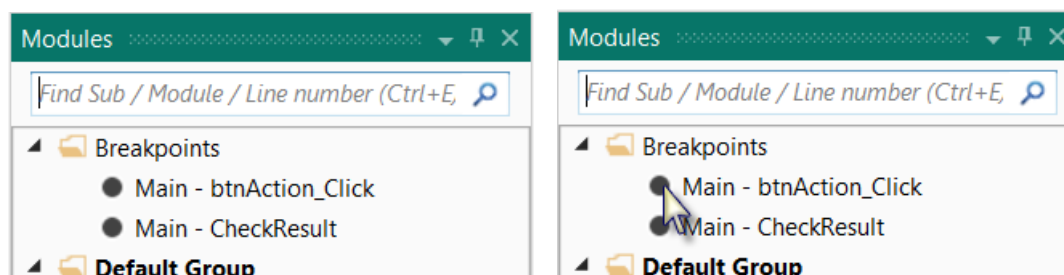 Modules
Find Sub / Module / Line number (Ctrl+E,
Breakpoints
Main - btnAction_Click
Main - CheckResult
Default Group
Modules
Find Sub / Module / Line number (Ctrl+E,
Breakpoints
Main - btnAction_Click
Main - CheckResult
Default Group